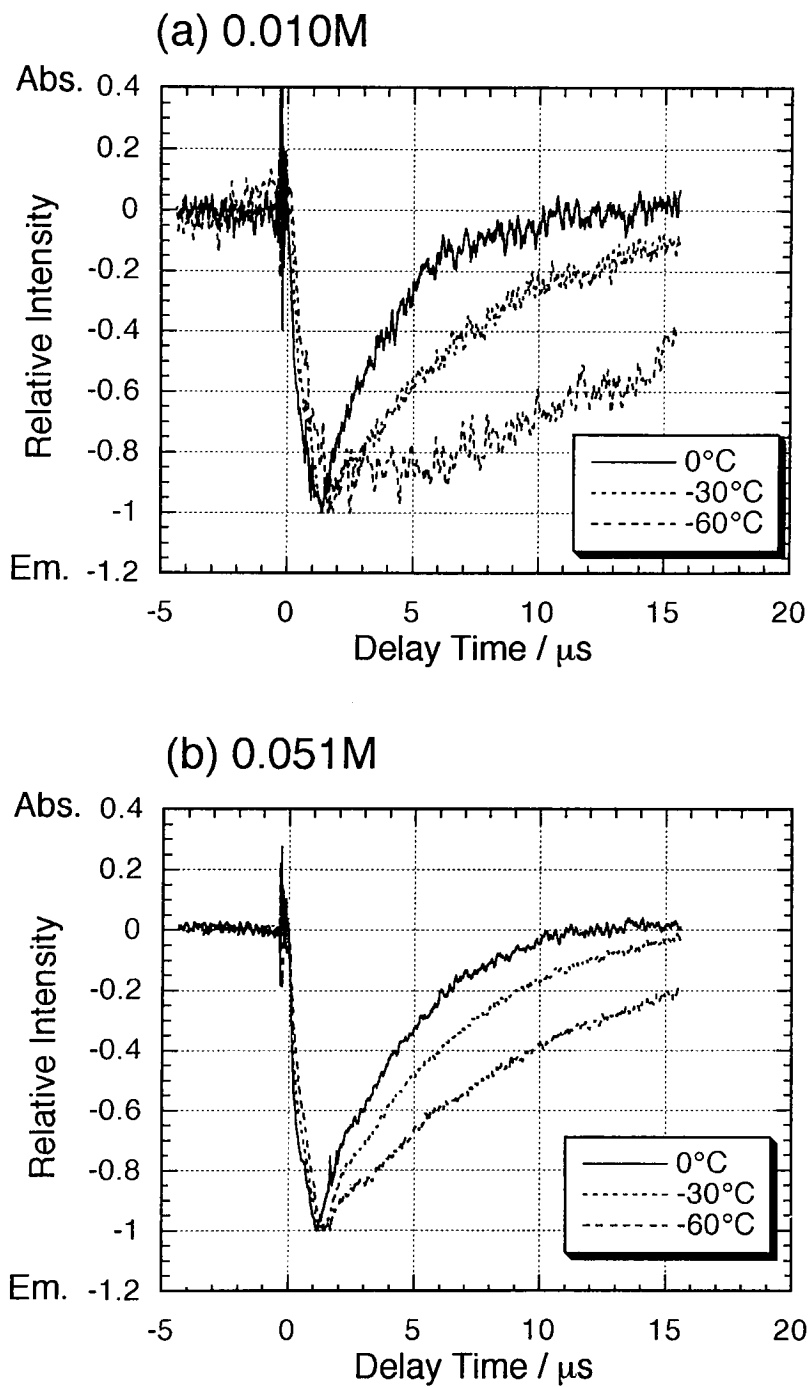 (a) 0.010M
Abs. 0.4
0.2
0
-0.2
-0.4
-0.6
-0.8
-1
Em. -1.2
Relative Intensity
0°C
-30°C
-60°C
-5 0 5 10 15 20
Delay Time / μs
(b) 0.051M
Abs. 0.4
0.2
0
-0.2
-0.4
-0.6
-0.8
-1
Em. -1.2
Relative Intensity
0°C
-30°C
-60°C
-5 0 5 10 15 20
Delay Time / μs